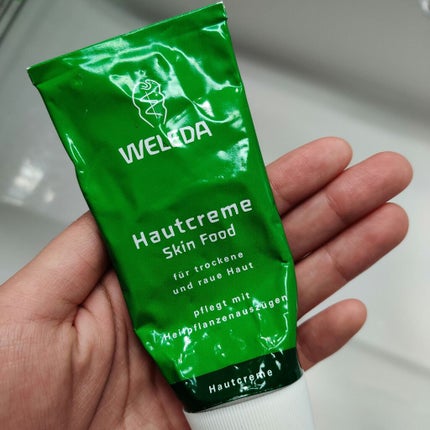 WELEDA
Hautcreme
Skin Food
für trockene
und raue Haut
pflegt mit
Heilpflanzenauszügen
Hautcreme